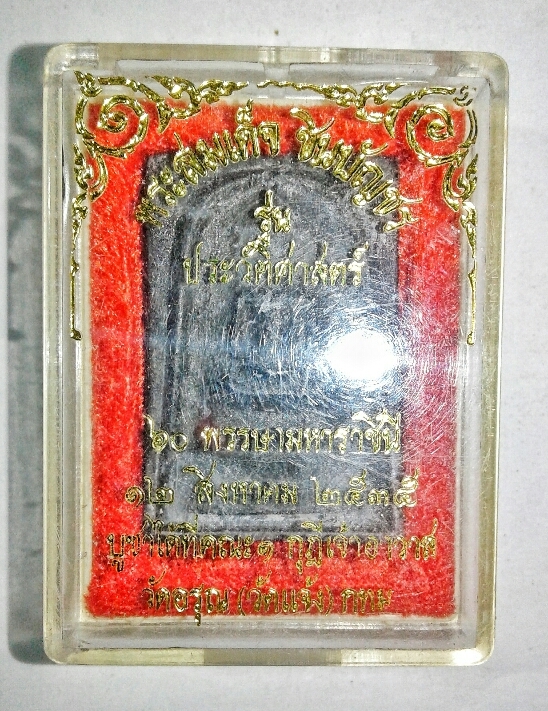 พระสมเด็จ ชินบัญชร
รุ่น
ประวัติศาสตร์
๖๐ พรรษามหาราชินี
๑๒ สิงหาคม ๒๕๓๕
บูชาได้ที่คณะ๑ กุฏิเจ้าอาวาส
วัดอรุณ (วัดแจ้ง) กทม